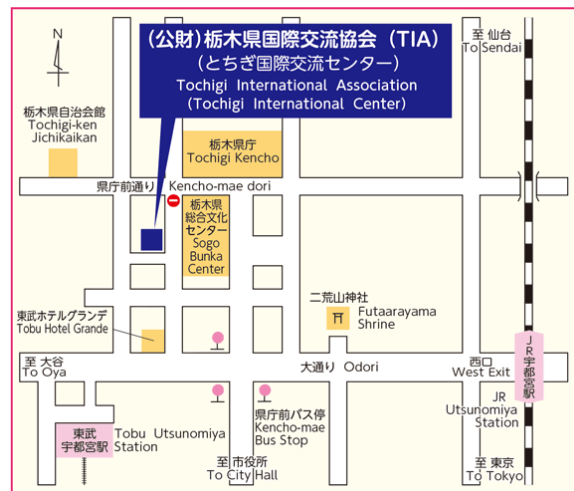 N
(公財)栃木県国際交流協会 (TIA)
(とちぎ国際交流センター)
Tochigi International Association
(Tochigi International Center)
至 仙台
To Sendai
栃木県自治会館
Tochigi-ken
Jichikaikan
栃木県庁
Tochigi Kencho
県庁前通り Kencho-mae dori
栃木県
総合文化
センター
Sogo
Bunka
Center
東武ホテルグランデ
Tobu Hotel Grande
二荒山神社
Futaarayama
Shrine
至 大谷
To Oya
大通り Odori
西口
West Exit
JR宇都宮駅
JR
Utsunomiya
Station
県庁前バス停
Kencho-mae
Bus Stop
東武
宇都宮駅
Tobu Utsunomiya
Station
至 市役所
To City Hall
至 東京
To Tokyo